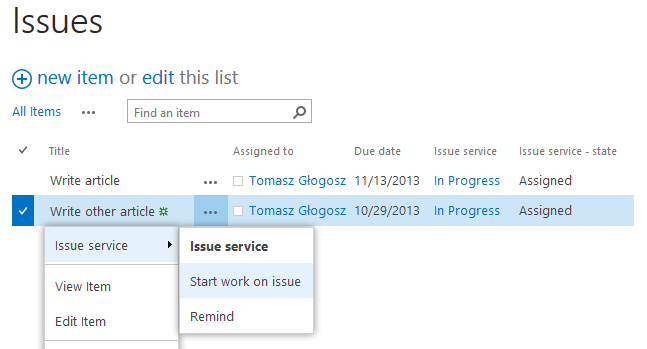 Issues
new item or edit this list
All Items ••• Find an item
Title Assigned to Due date Issue service Issue service - state
Write article ••• Tomasz Głogosz 11/13/2013 In Progress Assigned
Write other article ••• Tomasz Głogosz 10/29/2013 In Progress Assigned
Issue service
View Item
Edit Item
Issue service
Start work on issue
Remind